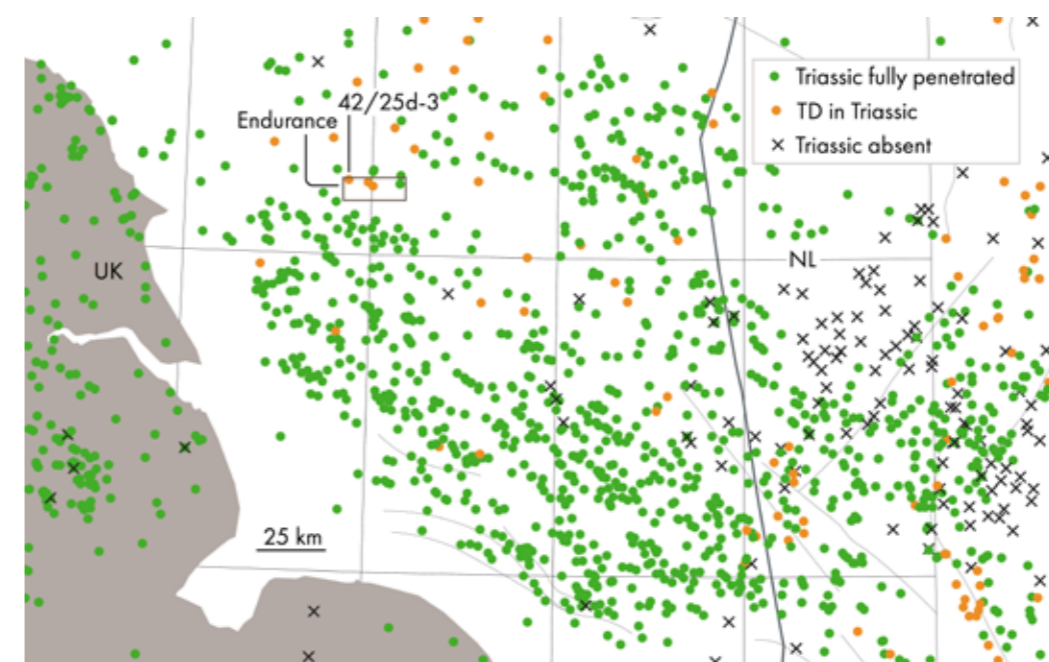 Triassic fully penetrated
TD in Triassic
Triassic absent
42/25d-3
Endurance
NL
UK
25 km